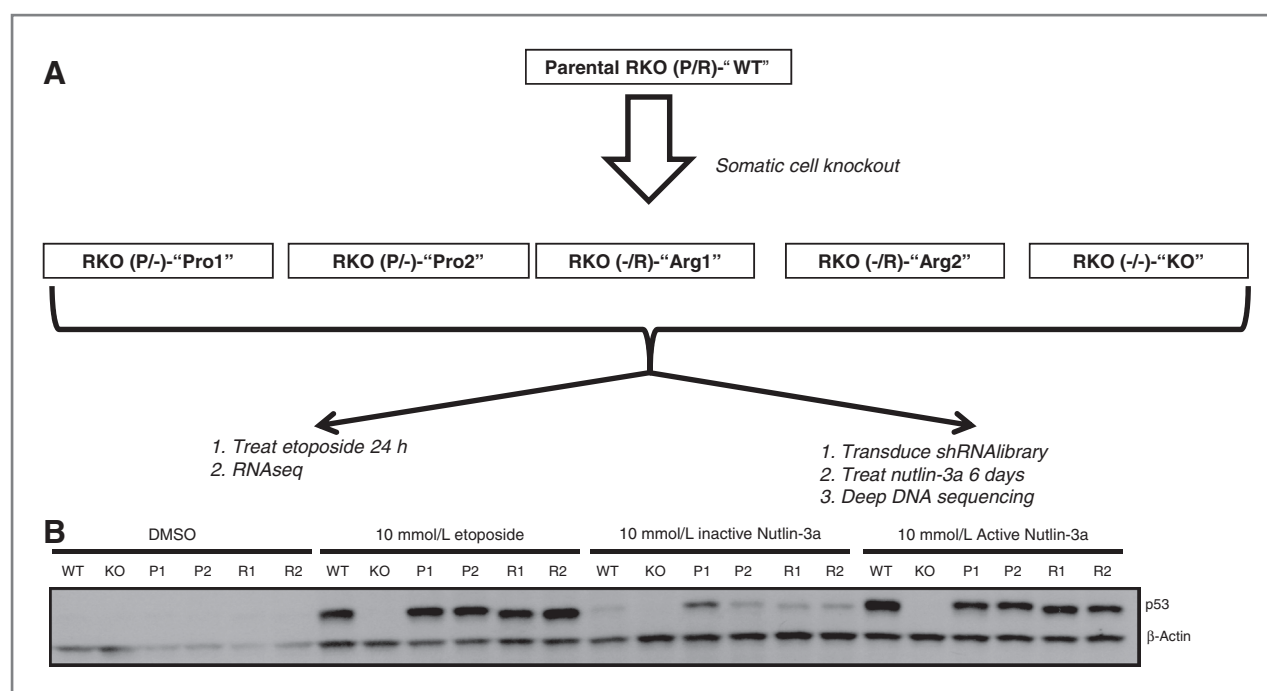 A
Parental RKO (P/R)-“WT”
Somatic cell knockout
RKO (P/-)-“Pro1”
RKO (P/-)-“Pro2”
RKO (-/R)-“Arg1”
RKO (-/R)-“Arg2”
RKO (-/-)-“KO”
1. Treat etoposide 24 h
2. RNAseq
1. Transduce shRNAlibrary
2. Treat nutlin-3a 6 days
3. Deep DNA sequencing
B
DMSO
10 mmol/L etoposide
10 mmol/L inactive Nutlin-3a
10 mmol/L Active Nutlin-3a
WT KO P1 P2 R1 R2 WT KO P1 P2 R1 R2 WT KO P1 P2 R1 R2 WT KO P1 P2 R1 R2
p53
β-Actin